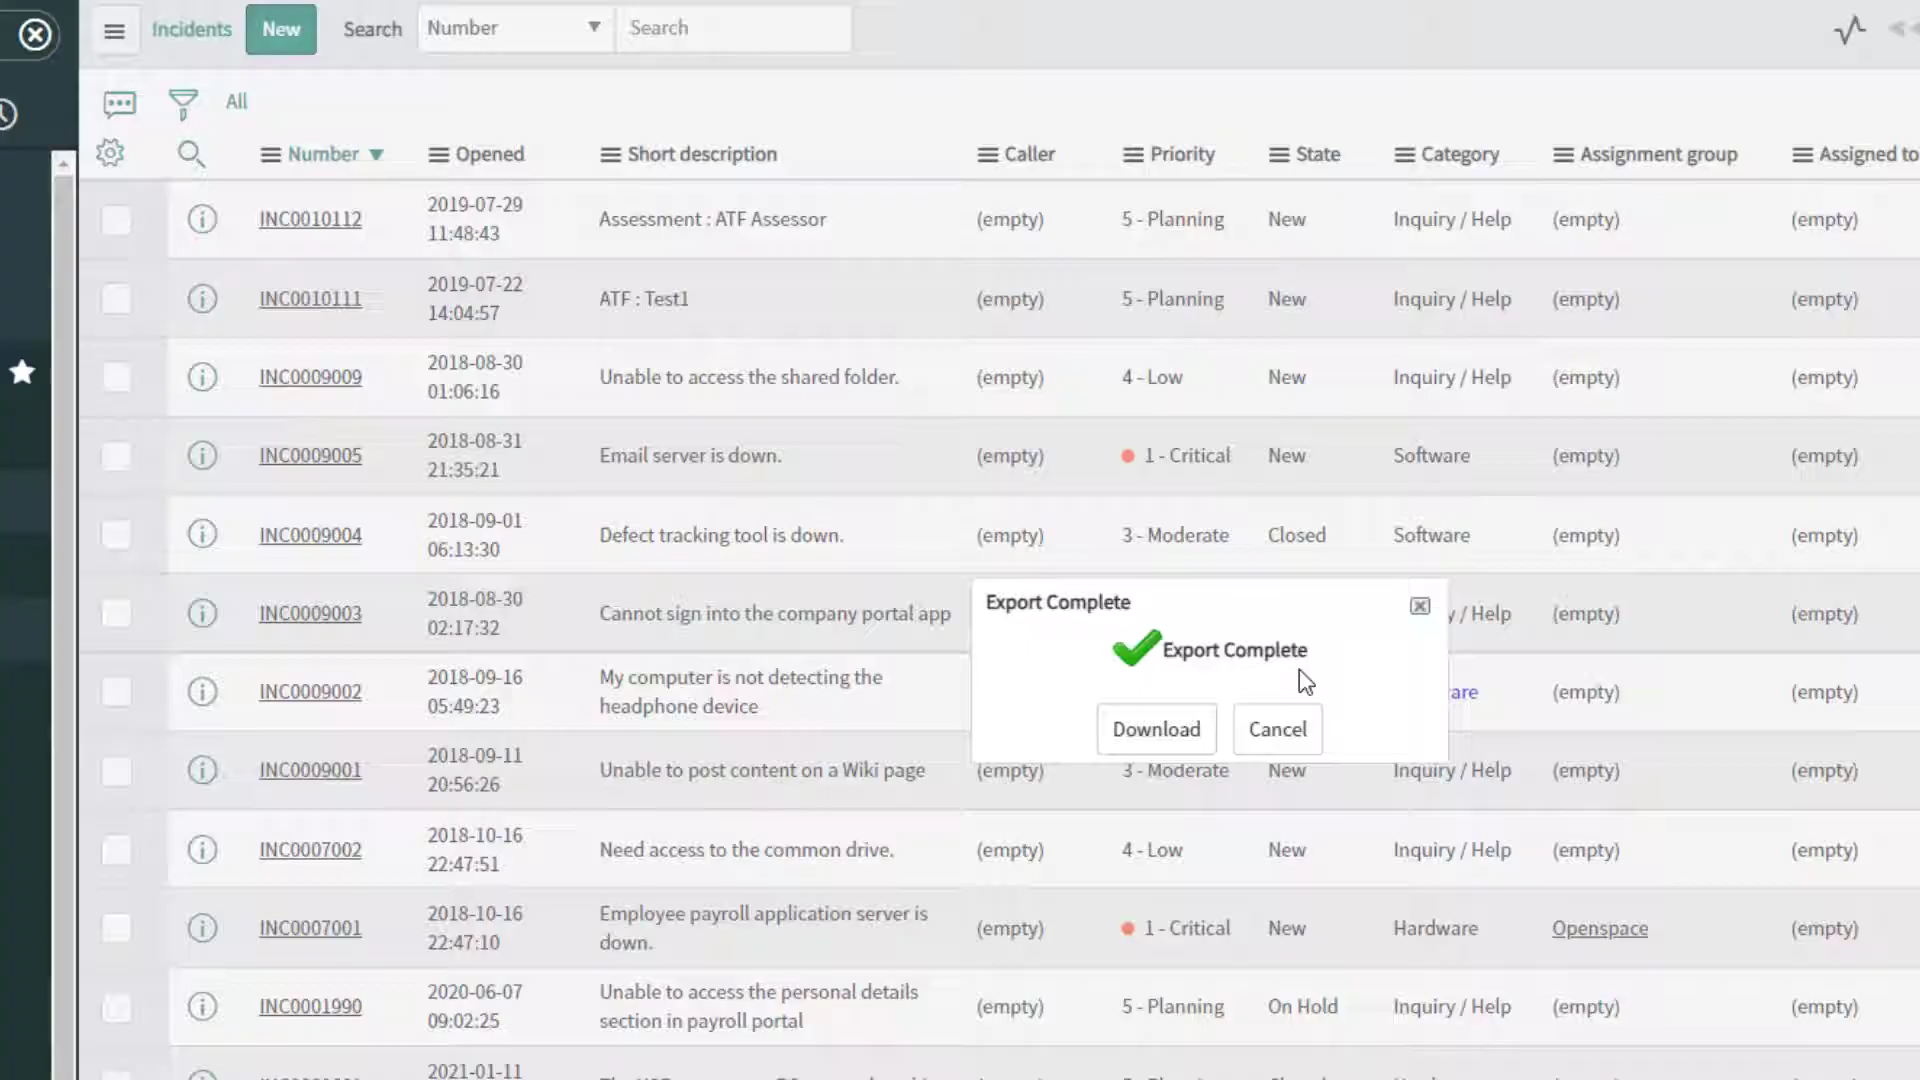 Incidents New Search Number Search
All
Number Opened Short description Caller Priority State Category Assignment group Assigned to
INC0010112 2019-07-29 11:48:43 Assessment : ATF Assessor (empty) 5 - Planning New Inquiry / Help (empty) (empty)
INC0010111 2019-07-22 14:04:57 ATF : Test1 (empty) 5 - Planning New Inquiry / Help (empty) (empty)
INC0009009 2018-08-30 01:06:16 Unable to access the shared folder. (empty) 4 - Low New Inquiry / Help (empty) (empty)
INC0009005 2018-08-31 21:35:21 Email server is down. (empty) 1 - Critical New Software (empty) (empty)
INC0009004 2018-09-01 06:13:30 Defect tracking tool is down. (empty) 3 - Moderate Closed Software (empty) (empty)
INC0009003 2018-08-30 02:17:32 Cannot sign into the company portal app y / Help (empty) (empty)
INC0009002 2018-09-16 05:49:23 My computer is not detecting the headphone device are (empty) (empty)
Export Complete
Export Complete
Download Cancel
INC0009001 2018-09-11 20:56:26 Unable to post content on a Wiki page (empty) 3 - Moderate New Inquiry / Help (empty) (empty)
INC0007002 2018-10-16 22:47:51 Need access to the common drive. (empty) 4 - Low New Inquiry / Help (empty) (empty)
INC0007001 2018-10-16 22:47:10 Employee payroll application server is down. (empty) 1 - Critical New Hardware Openspace (empty)
INC0001990 2020-06-07 09:02:25 Unable to access the personal details section in payroll portal (empty) 5 - Planning On Hold Inquiry / Help (empty) (empty)
2021-01-11